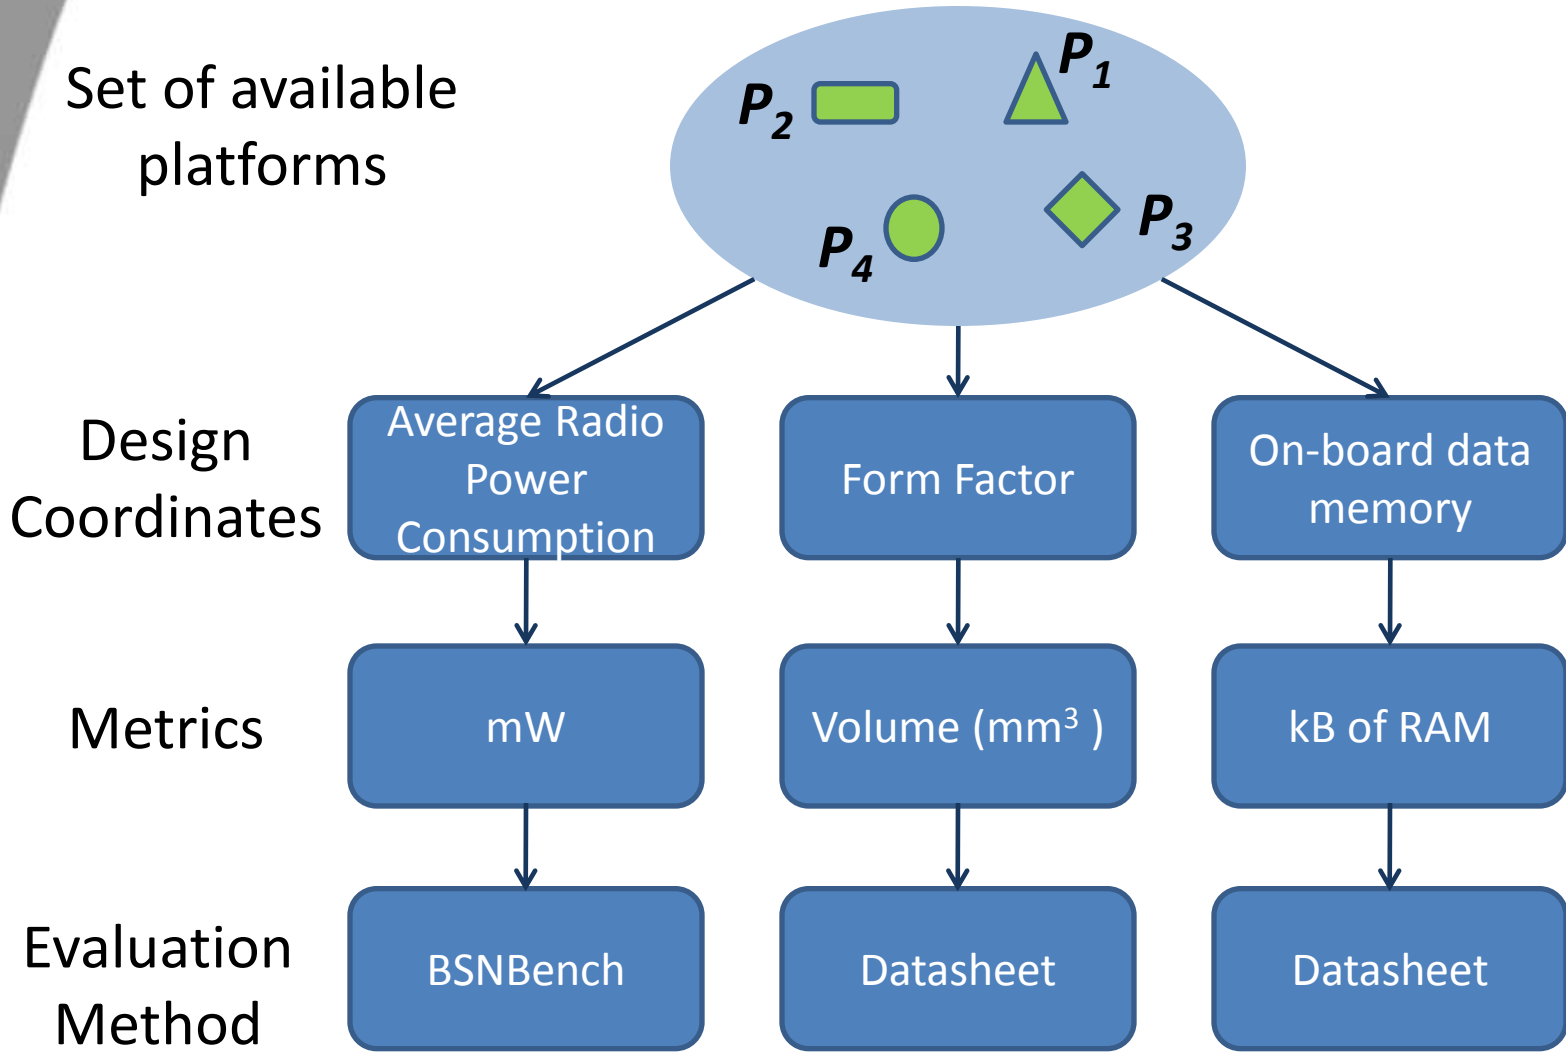 Set of available
platforms
P1
P2
P3
P4
Design
Coordinates
Average Radio
Power
Consumption
Form Factor
On-board data
memory
Metrics
mW
Volume (mm³ )
kB of RAM
Evaluation
Method
BSNBench
Datasheet
Datasheet